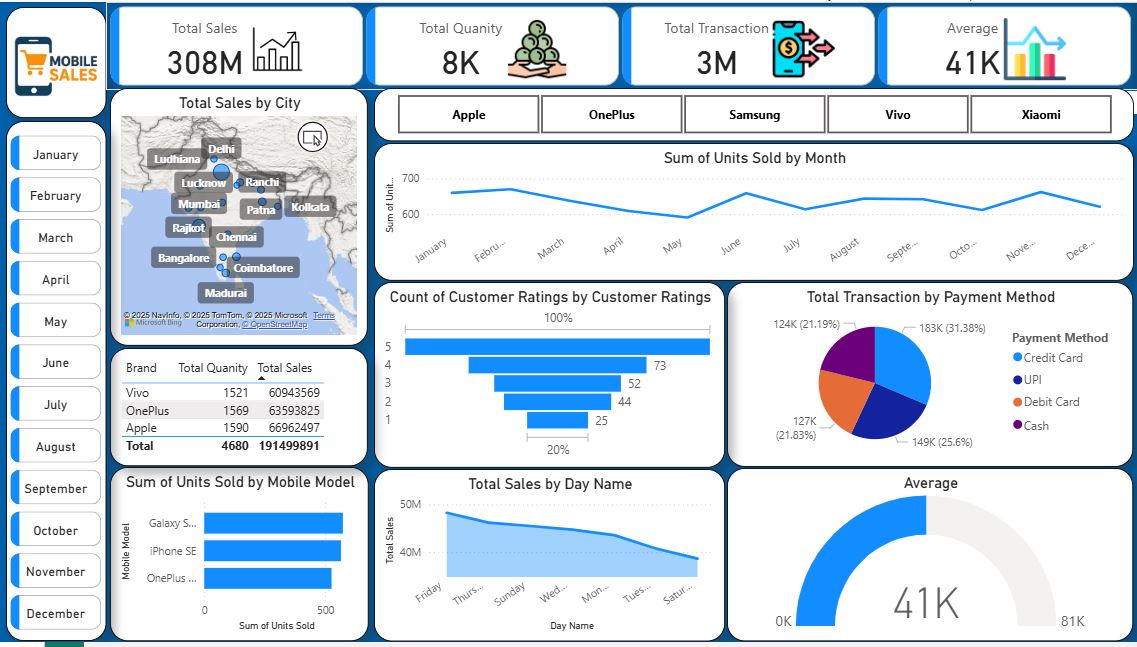 MOBILE
SALES
Total Sales
308M
Total Quanity
8K
Total Transaction
3M
Average
41K
January
February
March
April
May
June
July
August
September
October
November
December
Total Sales by City
Delhi
Ludhiana
Lucknow
Ranchi
Mumbai
Patna
Kolkata
Rajkot
Chennai
Bangalore
Coimbatore
Madurai
© 2025 NavInfo, © 2025 TomTom, © 2025 Microsoft Terms
Microsoft Bing Corporation, © OpenStreetMap
Apple
OnePlus
Samsung
Vivo
Xiaomi
Sum of Units Sold by Month
Sum of Unit...
700
600
January
Febru...
March
April
May
June
July
August
Septe...
Octo...
Nove...
Dece...
Brand Total Quanity Total Sales
Vivo 1521 60943569
OnePlus 1569 63593825
Apple 1590 66962497
Total 4680 191499891
Count of Customer Ratings by Customer Ratings
100%
5
4 73
3 52
2 44
1 25
20%
Total Transaction by Payment Method
124K (21.19%)
183K (31.38%)
127K
(21.83%)
149K (25.6%)
Payment Method
Credit Card
UPI
Debit Card
Cash
Sum of Units Sold by Mobile Model
Mobile Model
Galaxy S...
iPhone SE
OnePlus ...
0 500
Sum of Units Sold
Total Sales by Day Name
Total Sales
50M
40M
Friday
Thurs...
Sunday
Wed...
Mon...
Tues...
Satur...
Day Name
Average
41K
0K
81K